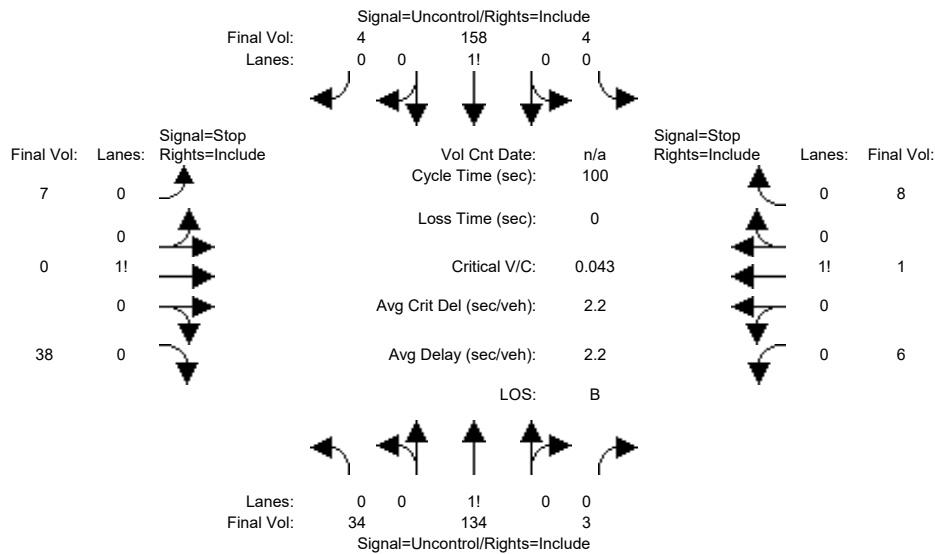 Signal=Uncontrol/Rights=Include
Final Vol: 4 158 4
Lanes: 0 0 1! 0 0
Signal=Stop
Final Vol: Lanes: Rights=Include
Vol Cnt Date: n/a
Signal=Stop
Rights=Include Lanes: Final Vol:
Cycle Time (sec): 100
7 0
0 8
Loss Time (sec): 0
0
0
0 1!
Critical V/C: 0.043
1! 1
0
Avg Crit Del (sec/veh): 2.2
0
38 0
Avg Delay (sec/veh): 2.2
0 6
LOS: B
Lanes: 0 0 1! 0 0
Final Vol: 34 134 3
Signal=Uncontrol/Rights=Include